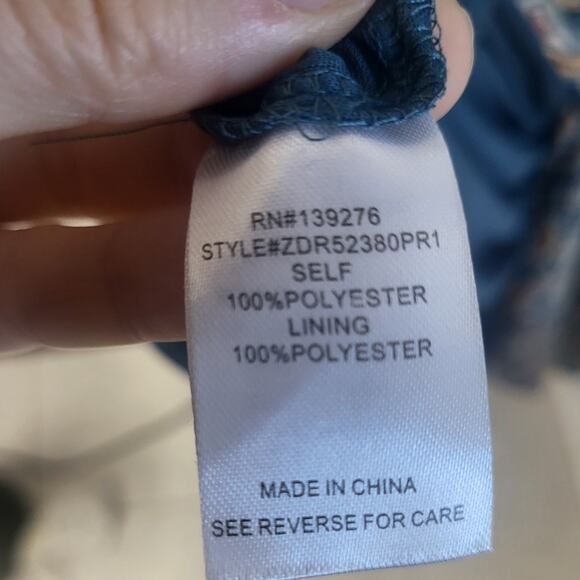 RN#139276
STYLE#ZDR52380PR1
SELF
100%POLYESTER
LINING
100%POLYESTER
MADE IN CHINA
SEE REVERSE FOR CARE